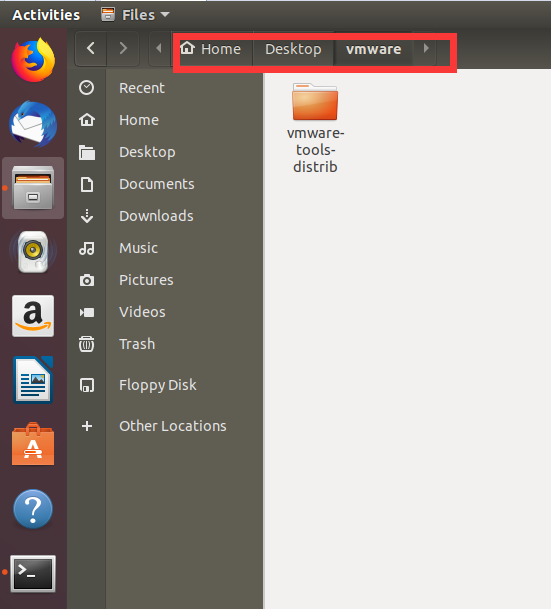 Activities Files
Home Desktop vmware
Recent
Home
Desktop
Documents
Downloads
Music
Pictures
Videos
Trash
Floppy Disk
Other Locations
vmware-
tools-
distrib